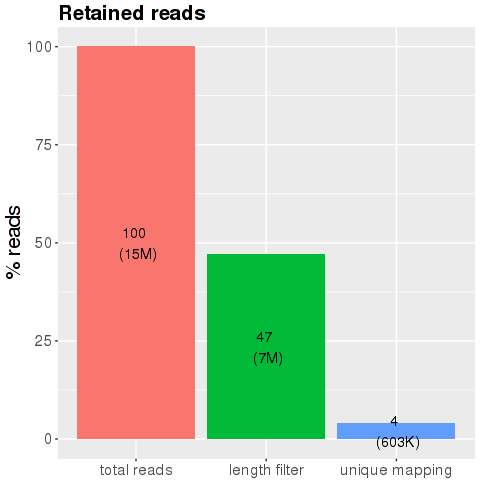 Retained reads
% reads
100
75
50
25
0
100
(15M)
47
(7M)
4
(603K)
total reads
length filter
unique mapping